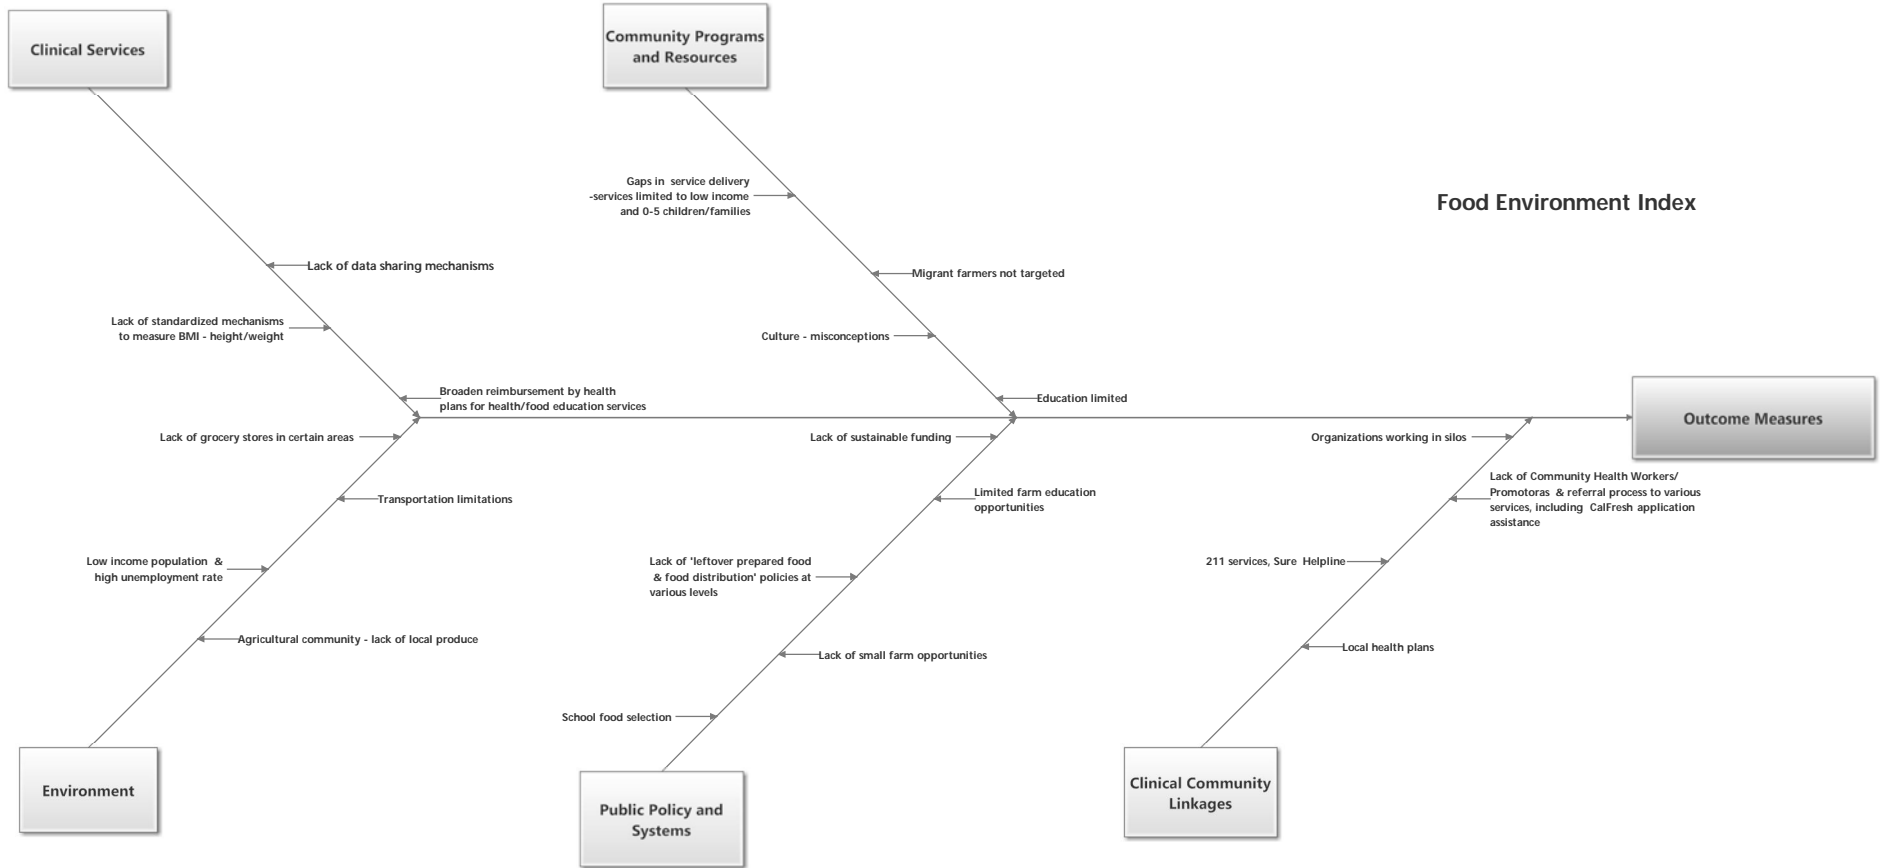 Clinical Services
Community Programs
and Resources
Food Environment Index
Gaps in service delivery
-services limited to low income
and 0-5 children/families
Lack of data sharing mechanisms
Migrant farmers not targeted
Lack of standardized mechanisms
to measure BMI - height/weight
Culture - misconceptions
Broaden reimbursement by health
plans for health/food education services
Education limited
Outcome Measures
Lack of grocery stores in certain areas
Lack of sustainable funding
Organizations working in silos
Transportation limitations
Limited farm education
opportunities
Lack of Community Health Workers/
Promotoras & referral process to various
services, including CalFresh application
assistance
Low income population &
high unemployment rate
Lack of 'leftover prepared food
& food distribution' policies at
various levels
211 services, Sure Helpline
Agricultural community - lack of local produce
Lack of small farm opportunities
Local health plans
School food selection
Environment
Public Policy and
Systems
Clinical Community
Linkages